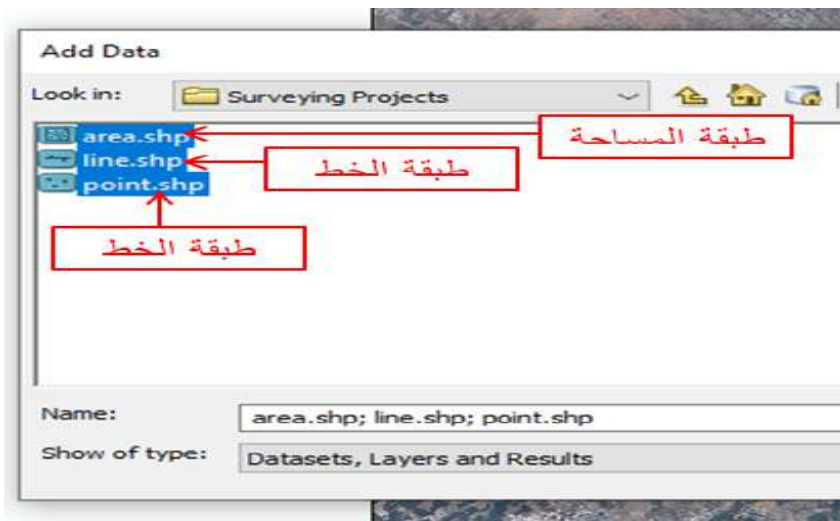 Add Data
Look in: Surveying Projects
area.shp
طبقة المساحة
line.shp
طبقة الخط
point.shp
طبقة الخط
Name: area.shp; line.shp; point.shp
Show of type: Datasets, Layers and Results